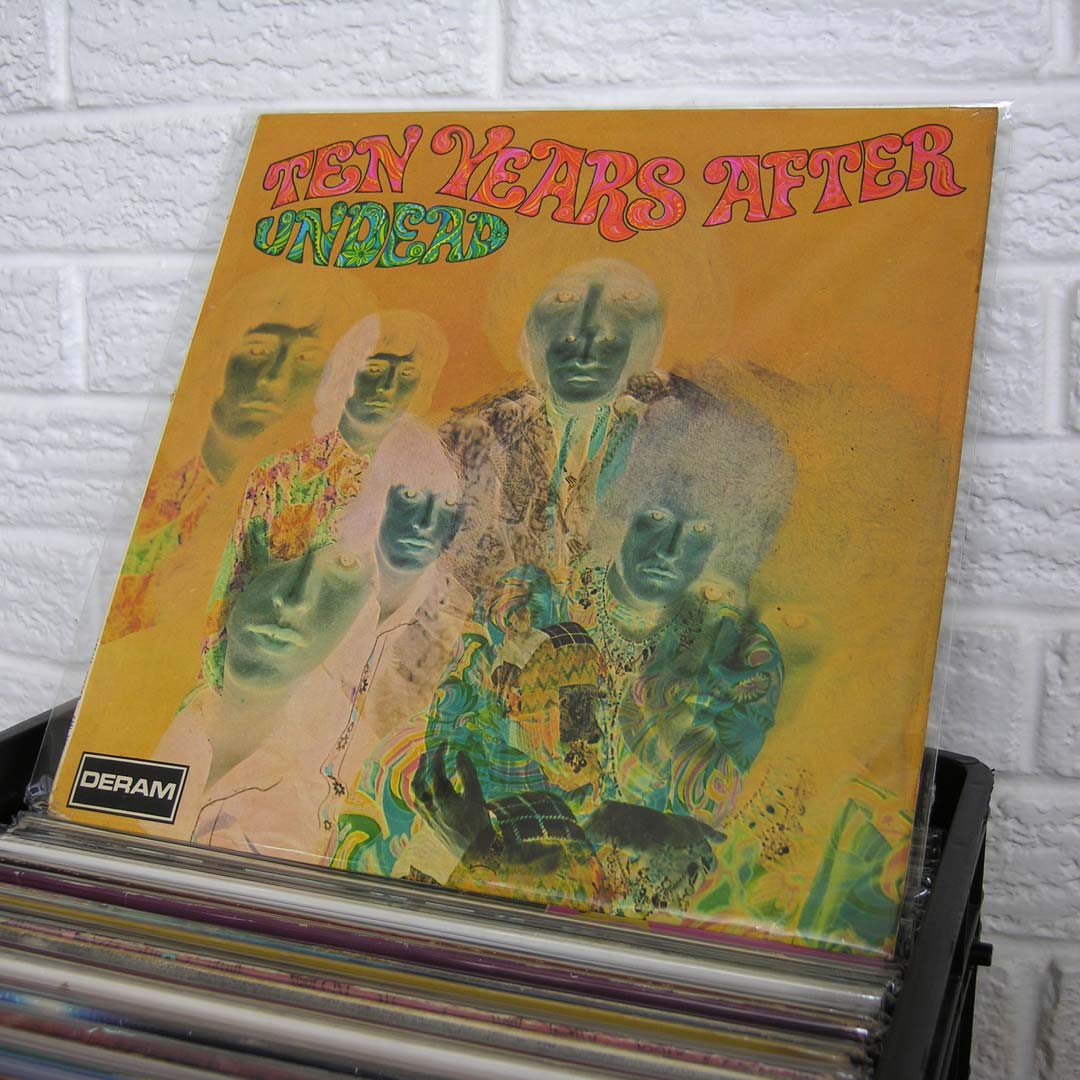 TEN YEARS AFTER
UNDEAD
DERAM